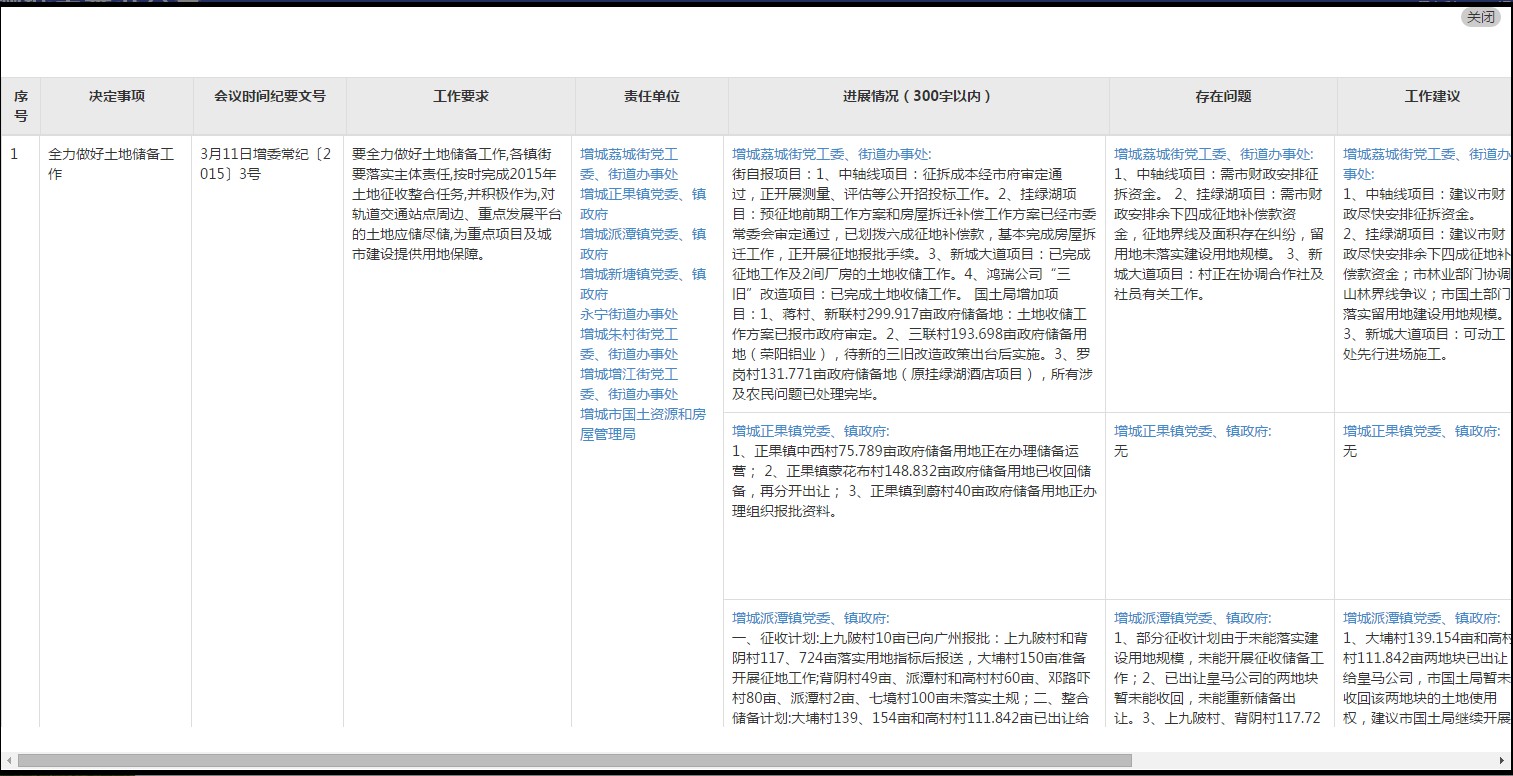 关闭
序号
决定事项
会议时间纪要文号
工作要求
责任单位
进展情况（300字以内）
存在问题
工作建议
1
全力做好土地储备工
作
3月11日增委常纪〔2
015〕3号
要全力做好土地储备工作,各镇街
要落实主体责任,按时完成2015年
土地征收整合任务,并积极作为,对
轨道交通站点周边、重点发展平台
的土地应储尽储,为重点项目及城
市建设提供用地保障。
增城荔城街党工
委、街道办事处
增城正果镇党委、镇
政府
增城派潭镇党委、镇
政府
增城新塘镇党委、镇
政府
永宁街道办事处
增城朱村街党工
委、街道办事处
增城增江街党工
委、街道办事处
增城市国土资源和房
屋管理局
增城荔城街党工委、街道办事处:
街自报项目：1、中轴线项目：征拆成本经市府审定通
过，正开展测量、评估等公开招投标工作。2、挂绿湖项
目：预征地前期工作方案和房屋拆迁补偿工作方案已经市委
常委会审定通过，已划拨六成征地补偿款，基本完成房屋拆
迁工作，正开展征地报批手续。3、新城大道项目：已完成
征地工作及2间厂房的土地收储工作。4、鸿瑞公司“三
旧”改造项目：已完成土地收储工作。 国土局增加项
目：1、蒋村、新联村299.917亩政府储备地：土地收储工
作方案已报市政府审定。2、三联村193.698亩政府储备用
地（荣阳铝业），待新的三旧改造政策出台后实施。3、罗
岗村131.771亩政府储备地（原挂绿湖酒店项目），所有涉
及农民问题已处理完毕。
增城荔城街党工委、街道办事处:
1、中轴线项目：需市财政安排征
拆资金。 2、挂绿湖项目：需市财
政安排余下四成征地补偿款资
金，征地界线及面积存在纠纷，留
用地未落实建设用地规模。 3、新
城大道项目：村正在协调合作社及
社员有关工作。
增城荔城街党工委、街道办
事处:
1、中轴线项目：建议市财
政尽快安排征拆资金。
2、挂绿湖项目：建议市财
政尽快安排余下四成征地补
偿款资金；市林业部门协调
山林界线争议；市国土部门
落实留用地建设用地规模。
3、新城大道项目：可动工
处先行进场施工。
增城正果镇党委、镇政府:
1、正果镇中西村75.789亩政府储备用地正在办理储备运
营； 2、正果镇蒙花布村148.832亩政府储备用地已收回储
备，再分开出让； 3、正果镇到蔚村40亩政府储备用地正办
理组织报批资料。
增城正果镇党委、镇政府:
无
增城正果镇党委、镇政府:
无
增城派潭镇党委、镇政府:
一、征收计划:上九陂村10亩已向广州报批：上九陂村和背
阴村117、724亩落实用地指标后报送，大埔村150亩准备
开展征地工作;背阴村49亩、派潭村和高村村60亩、邓路吓
村80亩、派潭村2亩、七境村100亩未落实土规；二、整合
储备计划:大埔村139、154亩和高村村111.842亩已出让给
增城派潭镇党委、镇政府:
1、部分征收计划由于未能落实建
设用地规模，未能开展征收储备工
作；2、已出让皇马公司的两地块
暂未能收回，未能重新储备出
让。3、上九陂村、背阴村117.72
增城派潭镇党委、镇政府:
1、大埔村139.154亩和高村
村111.842亩两地块已出让
给皇马公司，市国土局暂未
收回该两地块的土地使用
权，建议市国土局继续开展